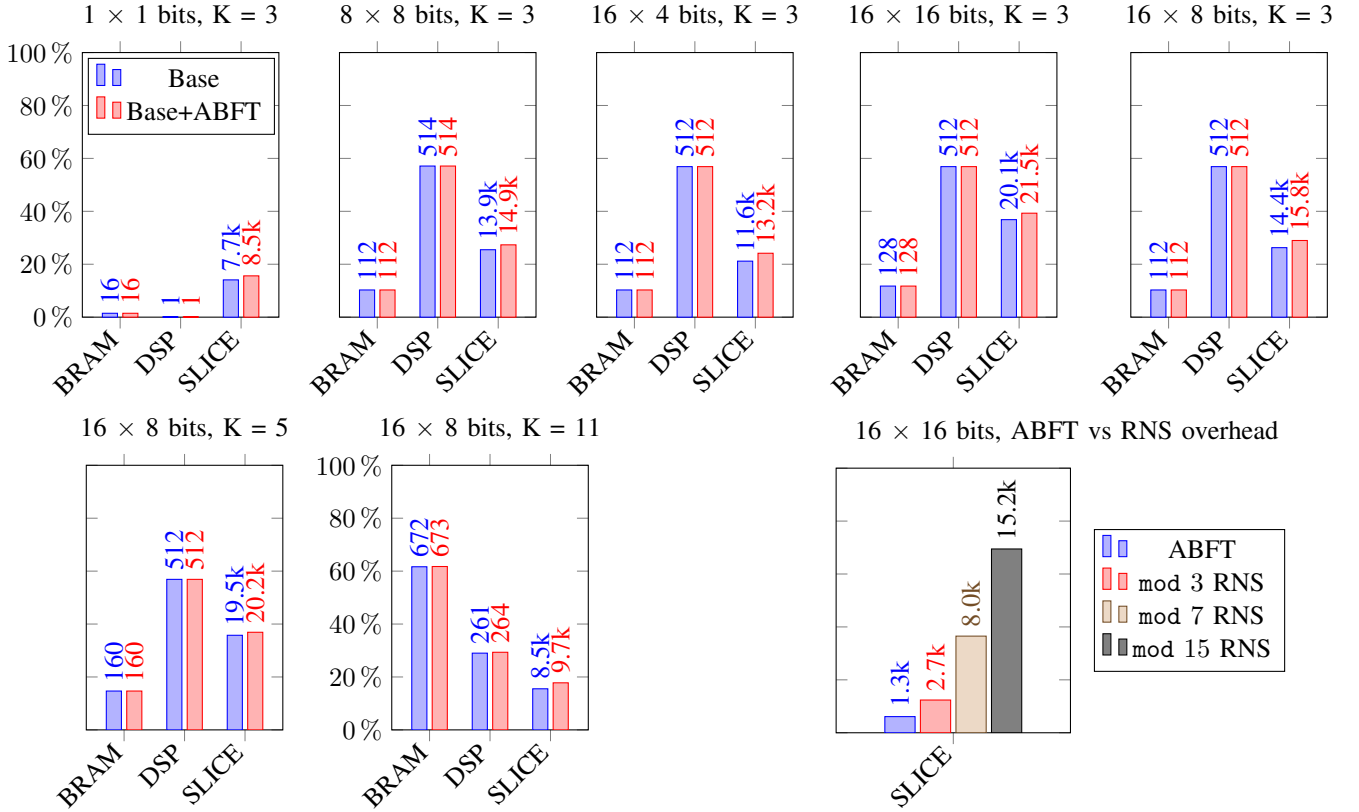 1 × 1 bits, K = 3
8 × 8 bits, K = 3
16 × 4 bits, K = 3
16 × 16 bits, K = 3
16 × 8 bits, K = 3
100 %
80 %
60 %
40 %
20 %
0 %
Base
Base+ABFT
16
16
1
1
7.7k
8.5k
BRAM
DSP
SLICE
112
112
514
514
13.9k
14.9k
BRAM
DSP
SLICE
112
112
512
512
11.6k
13.2k
BRAM
DSP
SLICE
128
128
512
512
20.1k
21.5k
BRAM
DSP
SLICE
112
112
512
512
14.4k
15.8k
BRAM
DSP
SLICE
16 × 8 bits, K = 5
160
160
512
512
19.5k
20.2k
BRAM
DSP
SLICE
16 × 8 bits, K = 11
100 %
80 %
60 %
40 %
20 %
0 %
672
673
261
264
8.5k
9.7k
BRAM
DSP
SLICE
16 × 16 bits, ABFT vs RNS overhead
1.3k
2.7k
8.0k
15.2k
SLICE
ABFT
mod 3 RNS
mod 7 RNS
mod 15 RNS